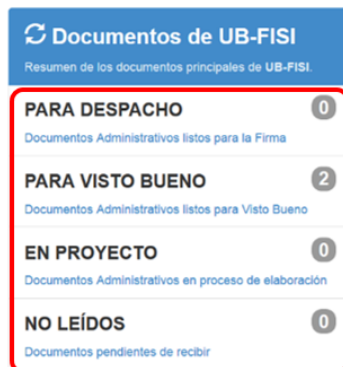 Documentos de UB-FISI
Resumen de los documentos principales de UB-FISI.
PARA DESPACHO 0
Documentos Administrativos listos para la Firma
PARA VISTO BUENO 2
Documentos Administrativos listos para Visto Bueno
EN PROYECTO 0
Documentos Administrativos en proceso de elaboración
NO LEÍDOS 0
Documentos pendientes de recibir